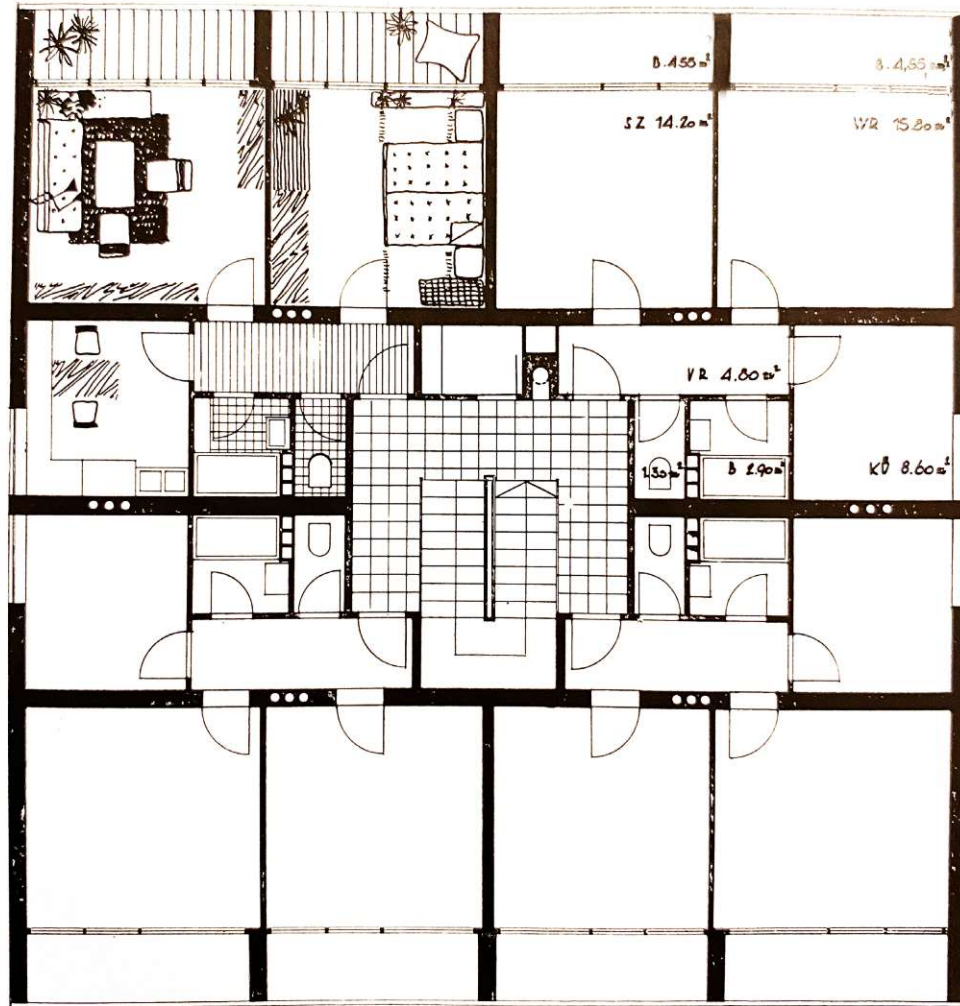 B. 4.55 m²
B. 4,55 m²
SZ 14.20 m²
WR 15.80 m²
VR 4.80 m²
1.30 m²
B 2.90 m²
KÜ 8.60 m²